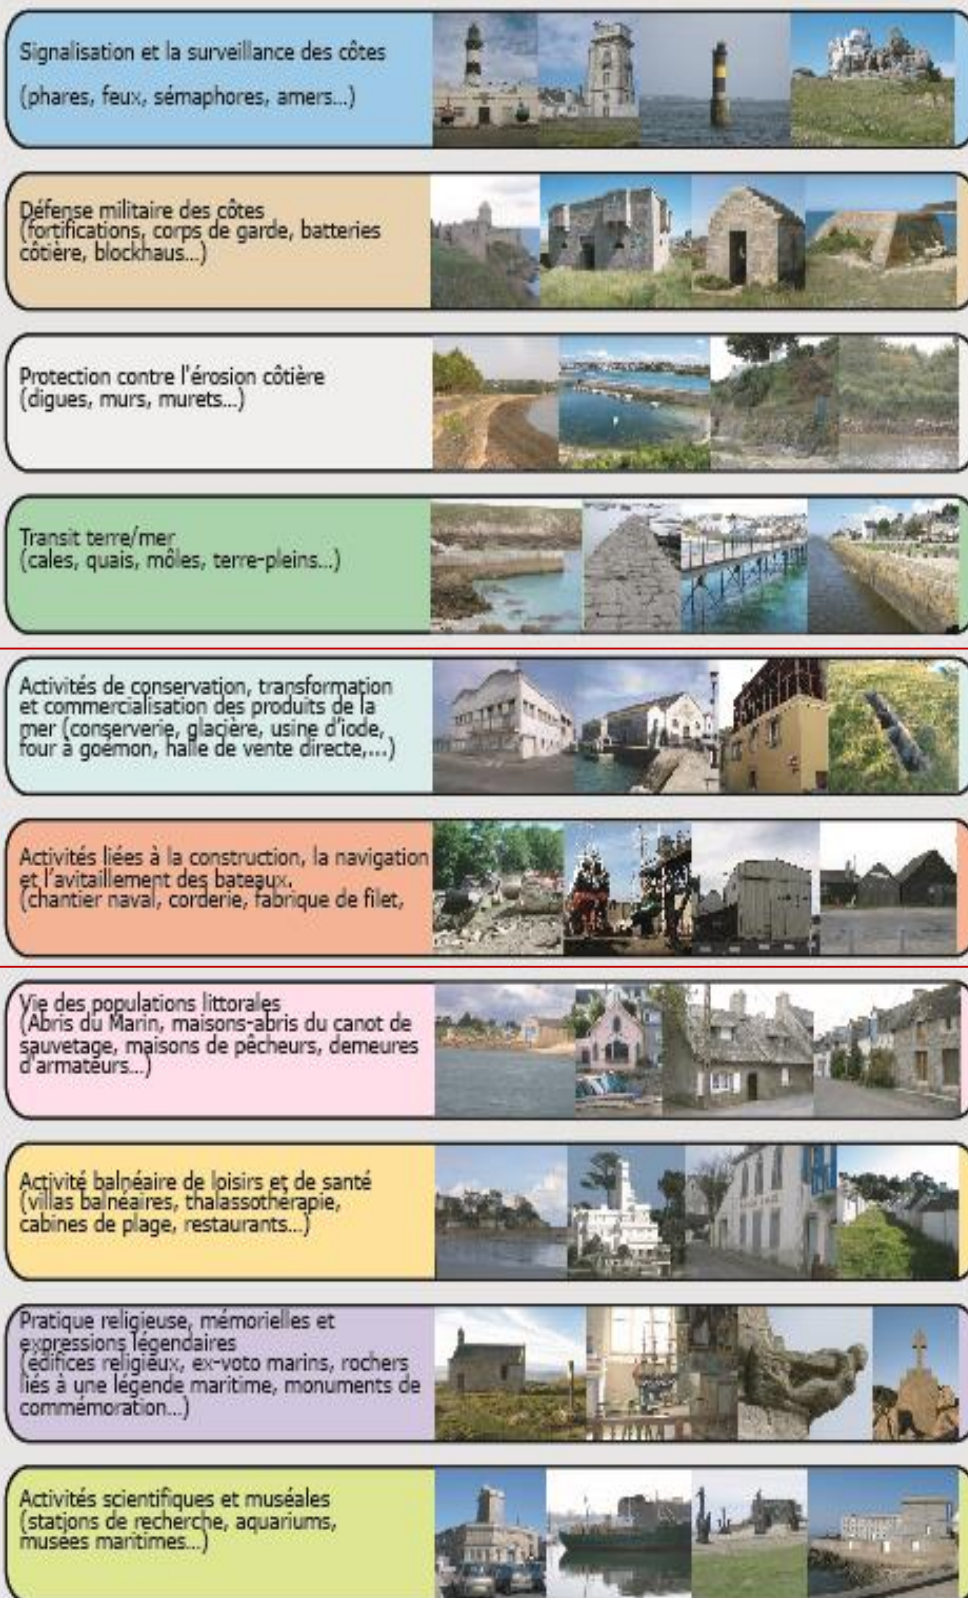 Signalisation et la surveillance des côtes
(phares, feux, sémaphores, amers...)
Défense militaire des côtes
(fortifications, corps de garde, batteries
côtière, blockhaus...)
Protection contre l'érosion côtière
(digues, murs, murets...)
Transit terre/mer
(cales, quais, môles, terre-pleins...)
Activités de conservation, transformation
et commercialisation des produits de la
mer (conserverie, glacière, usine d'iode,
four à goémon, halle de vente directe,...)
Activités liées à la construction, la navigation
et l'avitaillement des bateaux.
(chantier naval, corderie, fabrique de filet,
Vie des populations littorales
(Abris du Marin, maisons-abris du canot de
sauvetage, maisons de pêcheurs, demeures
d'armateurs...)
Activité balnéaire de loisirs et de santé
(villas balnéaires, thalassothérapie,
cabines de plage, restaurants...)
Pratique religieuse, mémorielles et
expressions légendaires
(édifices religieux, ex-voto marins, rochers
liés à une légende maritime, monuments de
commémoration...)
Activités scientifiques et muséales
(stations de recherche, aquariums,
musées maritimes...)